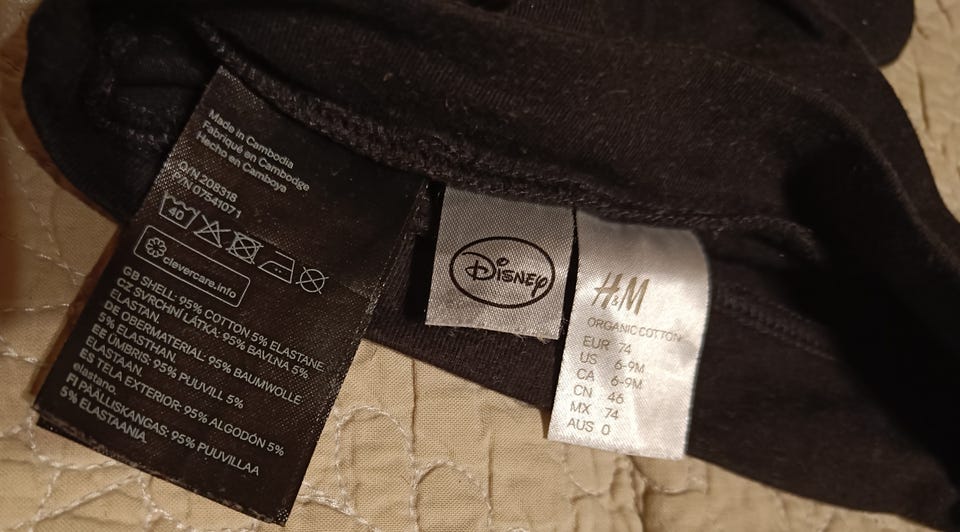 Made in Cambodia
Fabriqué en Cambodge
Hecho en Camboya
O/N 208318
P/N 07541071
40
clevercare.info
GB SHELL: 95% COTTON 5% ELASTANE
CZ SVRCHNÍ LÁTKA: 95% BAVLNA 5%
ELASTAN.
DE OBERMATERIAL: 95% BAUMWOLLE
5% ELASTHAN.
EE ÜMBRIS: 95% PUUVILL 5%
ELASTAAN.
ES TELA EXTERIOR: 95% ALGODÓN 5%
elastano.
FI PÄÄLLISKANGAS: 95% PUUVILLAA
5% ELASTAANIA.
Disney
H&M
ORGANIC COTTON
EUR 74
US 6-9M
CA 6-9M
CN 46
MX 74
AUS 0